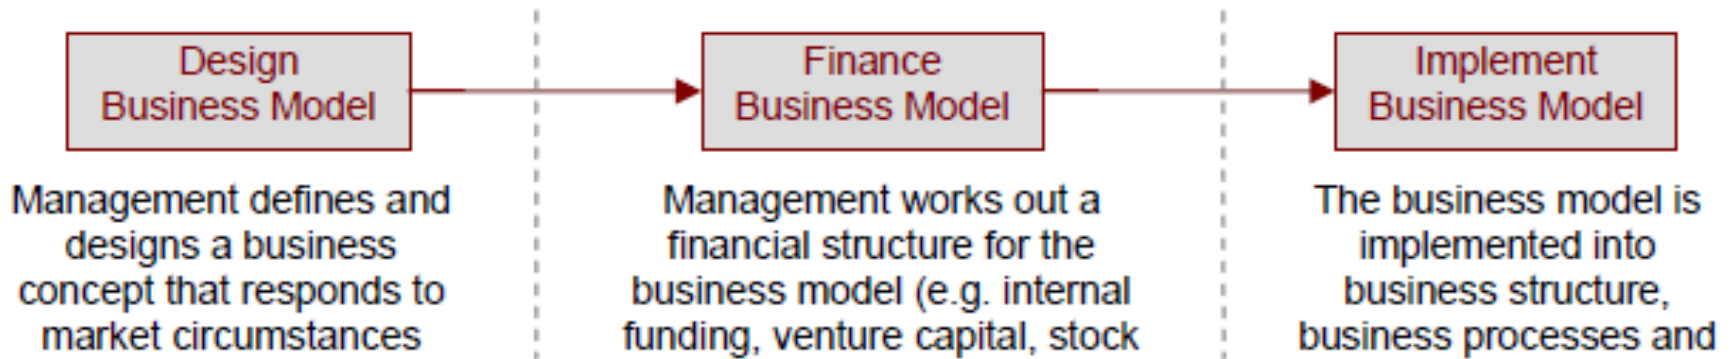 Design
Business Model
Finance
Business Model
Implement
Business Model
Management defines and
designs a business
concept that responds to
market circumstances
Management works out a
financial structure for the
business model (e.g. internal
funding, venture capital, stock
The business model is
implemented into
business structure,
business processes and